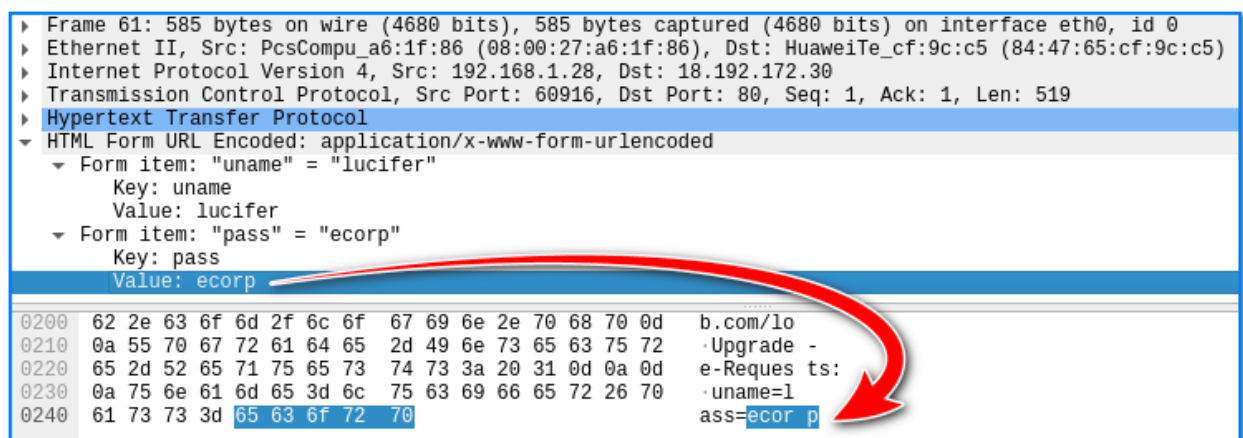 Frame 61: 585 bytes on wire (4680 bits), 585 bytes captured (4680 bits) on interface eth0, id 0
Ethernet II, Src: PcsCompu_a6:1f:86 (08:00:27:a6:1f:86), Dst: HuaweiTe_cf:9c:c5 (84:47:65:cf:9c:c5)
Internet Protocol Version 4, Src: 192.168.1.28, Dst: 18.192.172.30
Transmission Control Protocol, Src Port: 60916, Dst Port: 80, Seq: 1, Ack: 1, Len: 519
Hypertext Transfer Protocol
HTML Form URL Encoded: application/x-www-form-urlencoded
Form item: "uname" = "lucifer"
Key: uname
Value: lucifer
Form item: "pass" = "ecorp"
Key: pass
Value: ecorp
0200 62 2e 63 6f 6d 2f 6c 6f 67 69 6e 2e 70 68 70 0d b.com/lo
0210 0a 55 70 67 72 61 64 65 2d 49 6e 73 65 63 75 72 ·Upgrade -
0220 65 2d 52 65 71 75 65 73 74 73 3a 20 31 0d 0a 0d e-Reques ts:
0230 0a 75 6e 61 6d 65 3d 6c 75 63 69 66 65 72 26 70 ·uname=l
0240 61 73 73 3d 65 63 6f 72 70 ass=ecor p